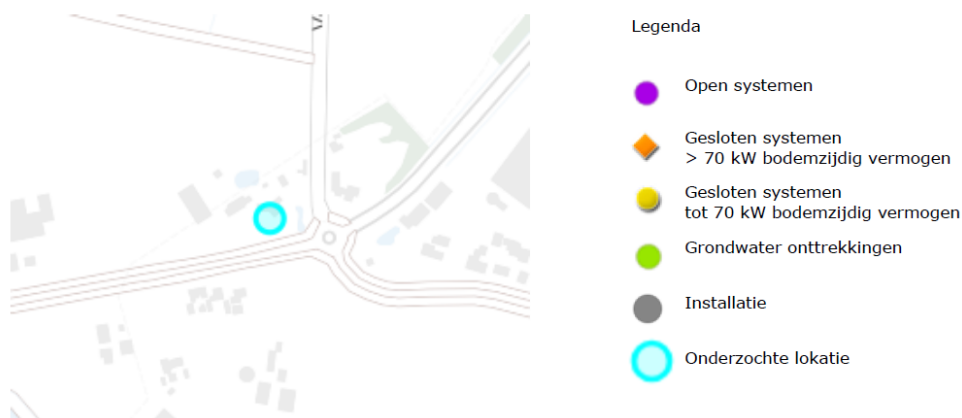 Legenda
Open systemen
Gesloten systemen
> 70 kW bodemzijdig vermogen
Gesloten systemen
tot 70 kW bodemzijdig vermogen
Grondwater onttrekkingen
Installatie
Onderzochte lokatie